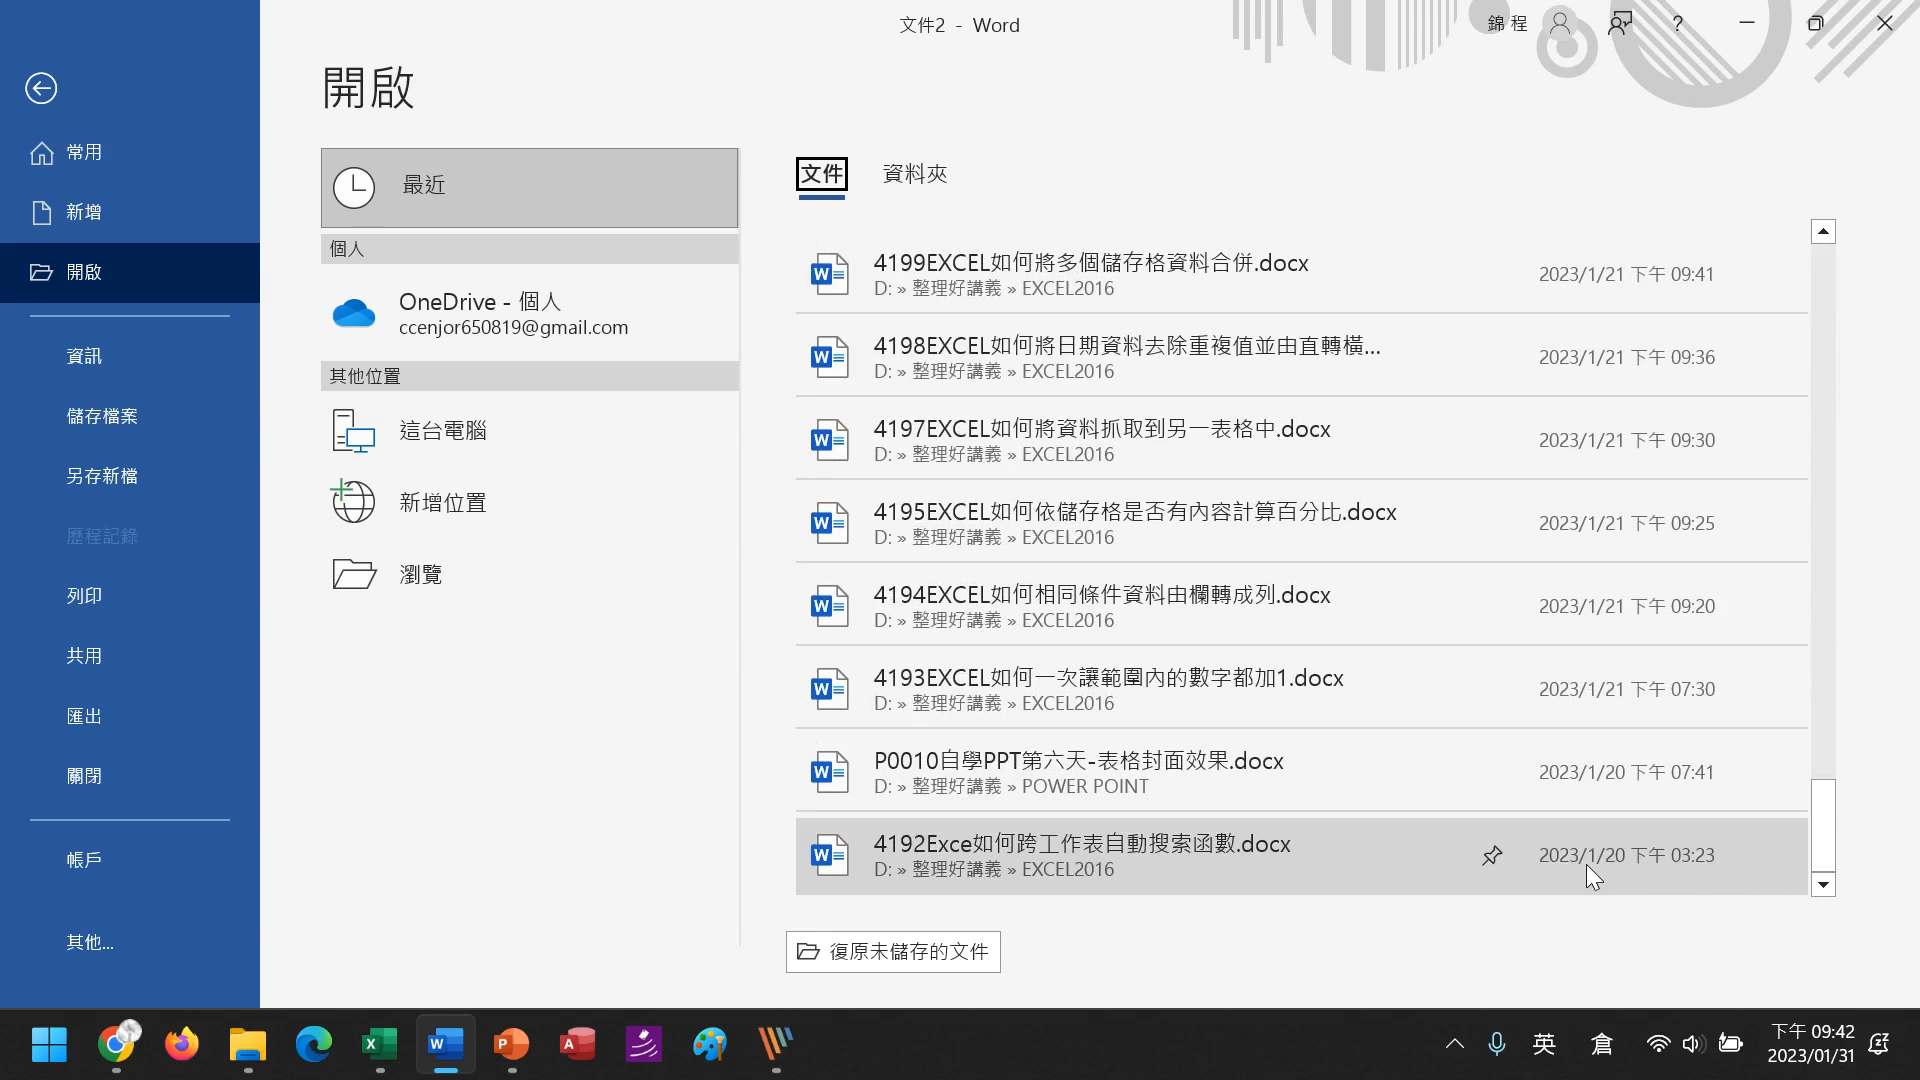 文件2 - Word
錦 程
?
開啟
常用
新增
開啟
資訊
儲存檔案
另存新檔
歷程記錄
列印
共用
匯出
關閉
帳戶
其他...
最近
個人
OneDrive - 個人
ccenjor650819@gmail.com
其他位置
這台電腦
新增位置
瀏覽
文件
資料夾
4199EXCEL如何將多個儲存格資料合併.docx
D: » 整理好講義 » EXCEL2016
2023/1/21 下午 09:41
4198EXCEL如何將日期資料去除重複值並由直轉橫...
D: » 整理好講義 » EXCEL2016
2023/1/21 下午 09:36
4197EXCEL如何將資料抓取到另一表格中.docx
D: » 整理好講義 » EXCEL2016
2023/1/21 下午 09:30
4195EXCEL如何依儲存格是否有內容計算百分比.docx
D: » 整理好講義 » EXCEL2016
2023/1/21 下午 09:25
4194EXCEL如何相同條件資料由欄轉成列.docx
D: » 整理好講義 » EXCEL2016
2023/1/21 下午 09:20
4193EXCEL如何一次讓範圍內的數字都加1.docx
D: » 整理好講義 » EXCEL2016
2023/1/21 下午 07:30
P0010自學PPT第六天-表格封面效果.docx
D: » 整理好講義 » POWER POINT
2023/1/20 下午 07:41
4192Exce如何跨工作表自動搜索函數.docx
D: » 整理好講義 » EXCEL2016
2023/1/20 下午 03:23
復原未儲存的文件
英
倉
下午 09:42
2023/01/31